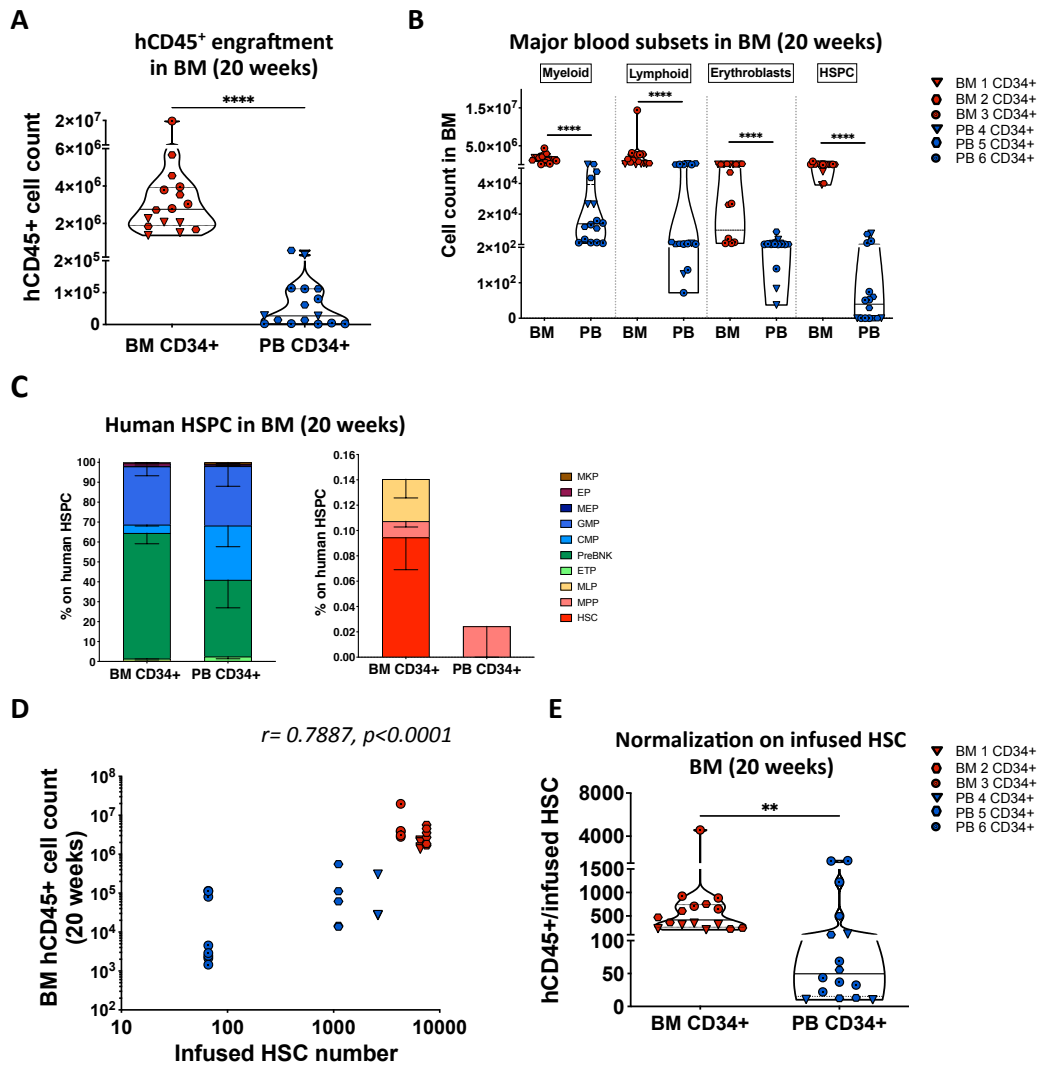 A
hCD45+ engraftment
in BM (20 weeks)
****
hCD45+ cell count
2×10^7
6×10^6
4×10^6
2×10^6
2×10^5
1×10^5
0
BM CD34+
PB CD34+
B
Major blood subsets in BM (20 weeks)
Myeloid
Lymphoid
Erythroblasts
HSPC
****
****
****
****
Cell count in BM
1.5×10^7
5.0×10^6
4×10^4
2×10^4
2×10^2
1×10^2
0
BM PB BM PB BM PB BM PB
BM 1 CD34+
BM 2 CD34+
BM 3 CD34+
PB 4 CD34+
PB 5 CD34+
PB 6 CD34+
C
Human HSPC in BM (20 weeks)
% on human HSPC
100
90
80
70
60
50
40
30
20
10
0
BM CD34+ PB CD34+
% on human HSPC
0.16
0.14
0.12
0.10
0.08
0.06
0.04
0.02
0.00
BM CD34+
PB CD34+
MKP
EP
MEP
GMP
CMP
PreBNK
ETP
MLP
MPP
HSC
D
r= 0.7887, p<0.0001
BM hCD45+ cell count
(20 weeks)
10^8
10^7
10^6
10^5
10^4
10^3
10^2
10 100 1000 10000
Infused HSC number
E
Normalization on infused HSC
BM (20 weeks)
**
hCD45+/infused HSC
8000
4000
1500
1000
500
100
50
0
BM CD34+
PB CD34+
BM 1 CD34+
BM 2 CD34+
BM 3 CD34+
PB 4 CD34+
PB 5 CD34+
PB 6 CD34+